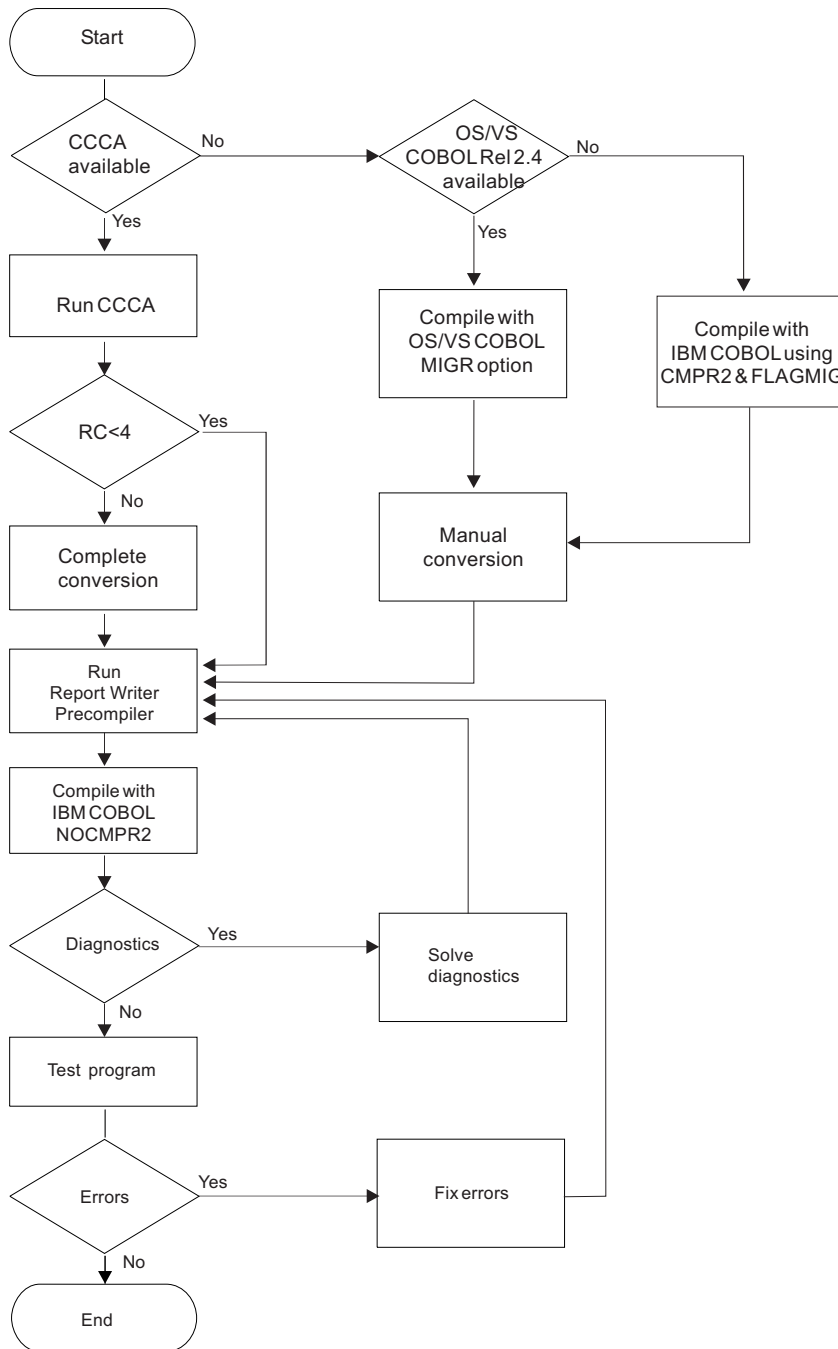 Start
CCCA
available
No
OS/VS
COBOL Rel 2.4
available
No
Yes
Yes
Run CCCA
Compile with
OS/VS COBOL
MIGR option
Compile with
IBM COBOL using
CMPR2 & FLAGMIG
RC<4
Yes
No
Complete
conversion
Manual
conversion
Run
Report Writer
Precompiler
Compile with
IBM COBOL
NOCMPR2
Diagnostics
Yes
Solve
diagnostics
No
Test program
Errors
Yes
Fix errors
No
End